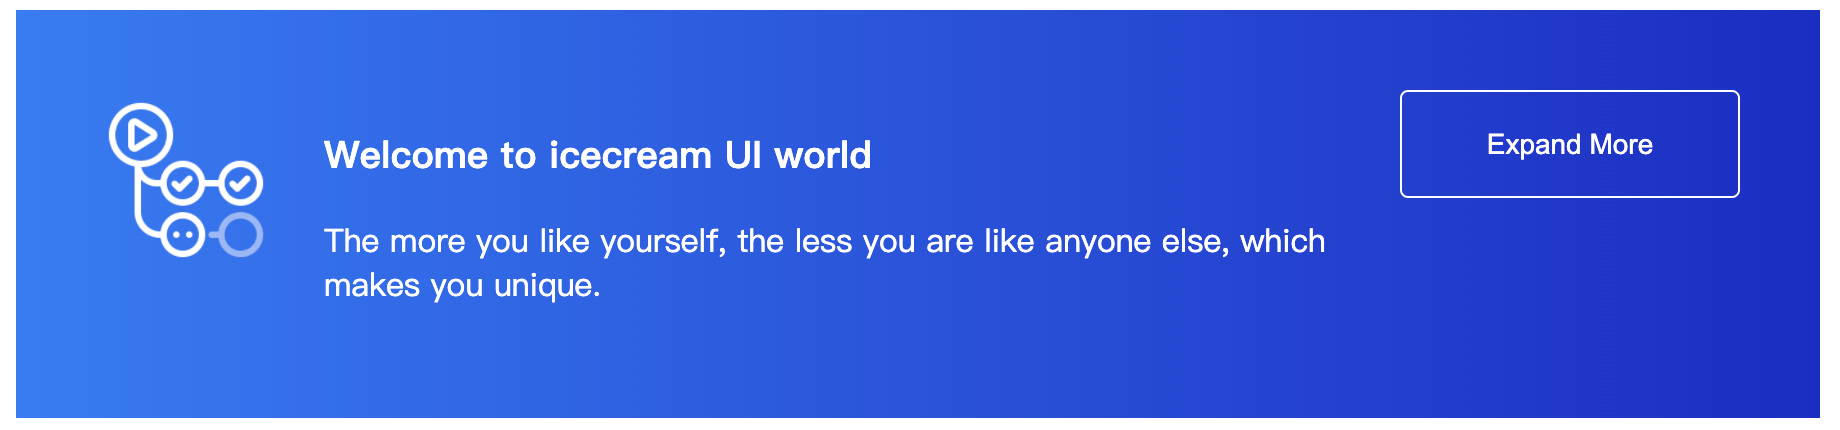 Welcome to icecream UI world
The more you like yourself, the less you are like anyone else, which
makes you unique.
Expand More